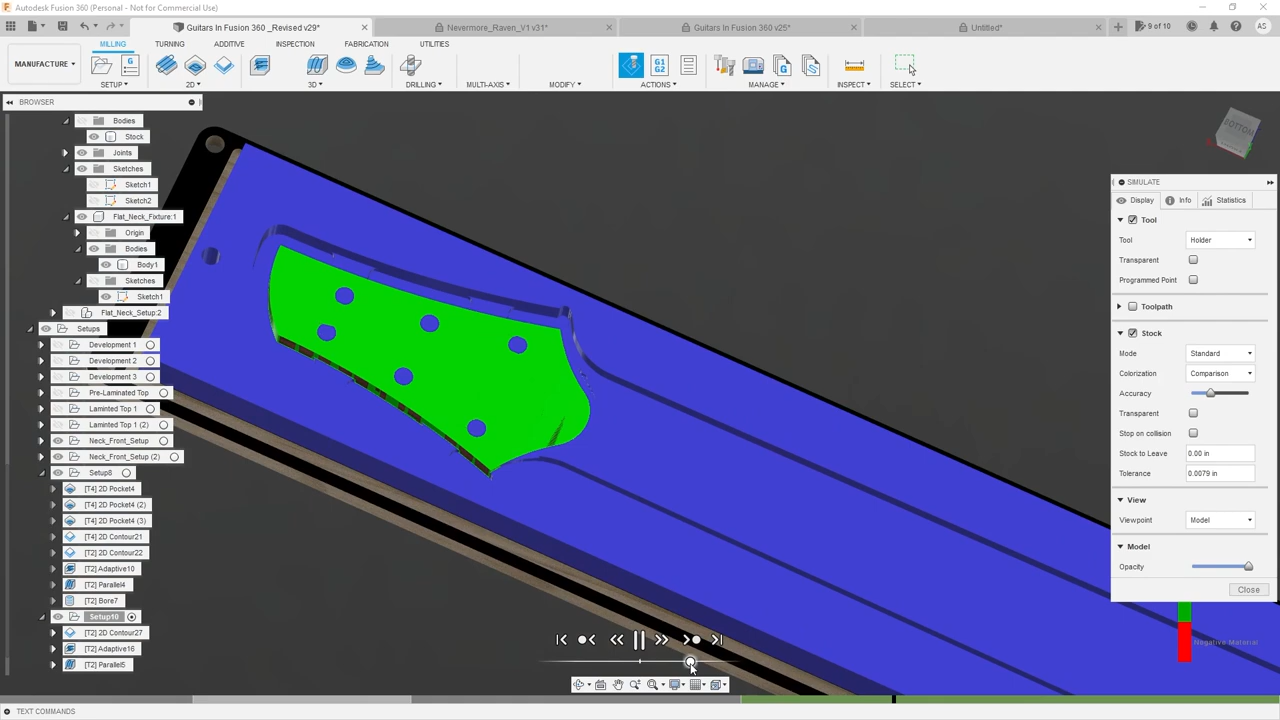 Autodesk Fusion 360 (Personal - Not for Commercial Use)
Guitars In Fusion 360 _Revised v29*
Nevermore_Raven_V1 v31*
Guitars In Fusion 360 v25*
Untitled*
9 of 10
AS
MILLING
TURNING
ADDITIVE
INSPECTION
FABRICATION
UTILITIES
MANUFACTURE
G1
G2
SETUP
2D
3D
DRILLING
MULTI-AXIS
MODIFY
ACTIONS
MANAGE
INSPECT
SELECT
BROWSER
Bodies
Stock
Joints
Sketches
Sketch1
Sketch2
Flat_Neck_Fixture:1
Origin
Bodies
Body1
Sketches
Sketch1
Flat_Neck_Setup:2
Setups
Development 1
Development 2
Development 3
Pre-Laminated Top
Laminted Top 1
Laminted Top 1 (2)
Neck_Front_Setup
Neck_Front_Setup (2)
Setup8
[T4] 2D Pocket4
[T4] 2D Pocket4 (2)
[T4] 2D Pocket4 (3)
[T4] 2D Contour21
[T2] 2D Contour22
[T2] Adaptive10
[T2] Parallel4
[T2] Bore7
Setup10
[T2] 2D Contour27
[T2] Adaptive16
[T2] Parallel5
BOTTOM
SIMULATE
Display
Info
Statistics
Tool
Tool
Holder
Transparent
Programmed Point
Toolpath
Stock
Mode
Standard
Colorization
Comparison
Accuracy
Transparent
Stop on collision
Stock to Leave
0.00 in
Tolerance
0.0079 in
View
Viewpoint
Model
Model
Opacity
Close
Negative Material
TEXT COMMANDS